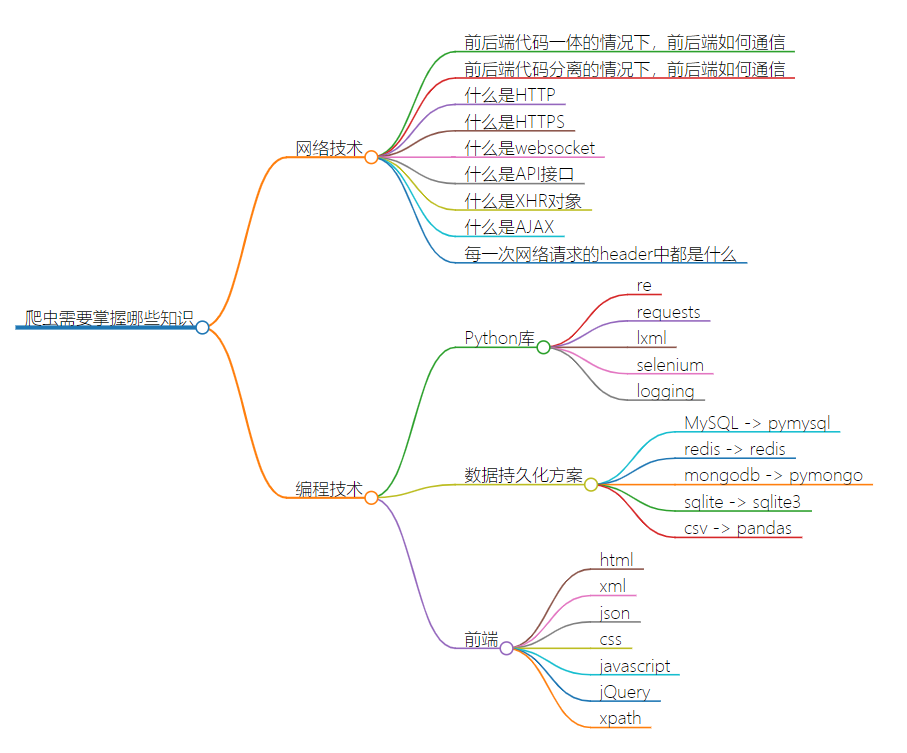 爬虫需要掌握哪些知识
网络技术
前后端代码一体的情况下，前后端如何通信
前后端代码分离的情况下，前后端如何通信
什么是HTTP
什么是HTTPS
什么是websocket
什么是API接口
什么是XHR对象
什么是AJAX
每一次网络请求的header中都是什么
编程技术
Python库
re
requests
lxml
selenium
logging
数据持久化方案
MySQL -> pymysql
redis -> redis
mongodb -> pymongo
sqlite -> sqlite3
csv -> pandas
前端
html
xml
json
css
javascript
jQuery
xpath